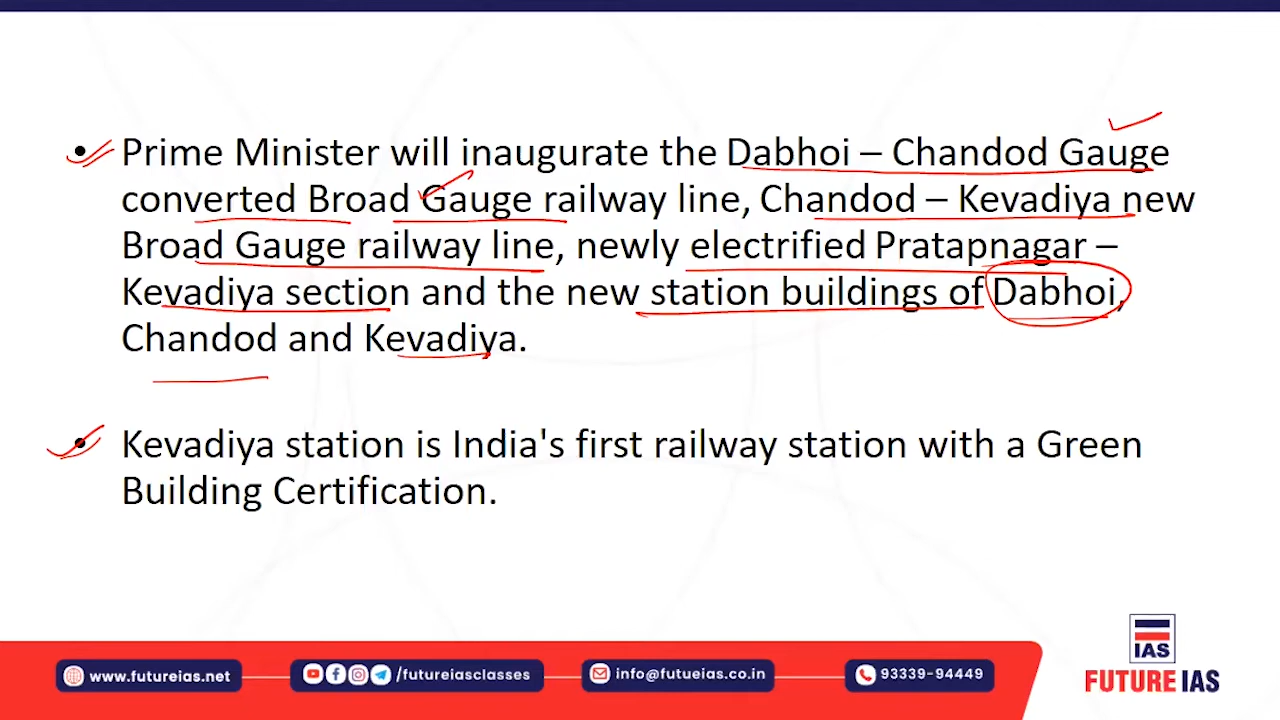 • Prime Minister will inaugurate the Dabhoi – Chandod Gauge
converted Broad Gauge railway line, Chandod – Kevadiya new
Broad Gauge railway line, newly electrified Pratapnagar –
Kevadiya section and the new station buildings of Dabhoi,
Chandod and Kevadiya.
• Kevadiya station is India's first railway station with a Green
Building Certification.
IAS
FUTURE IAS
www.futureias.net
/futureiasclasses
info@futueias.co.in
93339-94449